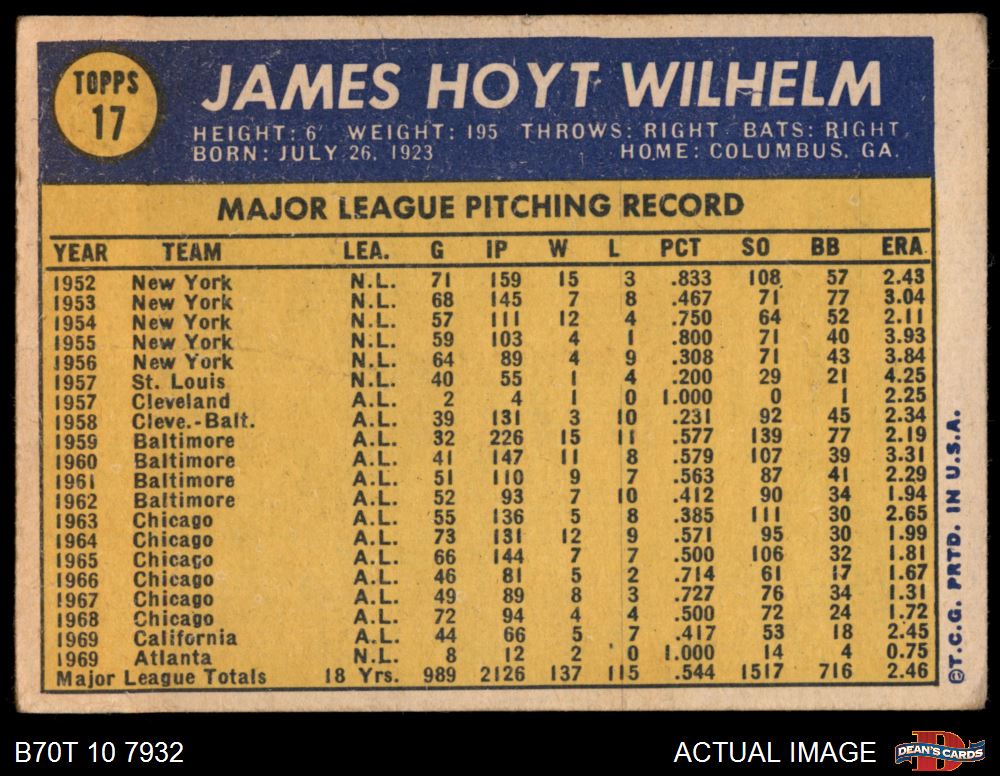 TOPPS
17
JAMES HOYT WILHELM
HEIGHT: 6' WEIGHT: 195 THROWS: RIGHT BATS: RIGHT
BORN: JULY 26, 1923 HOME: COLUMBUS, GA.
MAJOR LEAGUE PITCHING RECORD
YEAR TEAM LEA. G IP W L PCT SO BB ERA
1952 New York N.L. 71 159 15 3 .833 108 57 2.43
1953 New York N.L. 68 145 7 8 .467 71 77 3.04
1954 New York N.L. 57 111 12 4 .750 64 52 2.11
1955 New York N.L. 59 103 4 1 .800 71 40 3.93
1956 New York N.L. 64 89 4 9 .308 71 43 3.84
1957 St. Louis N.L. 40 55 1 4 .200 29 21 4.25
1957 Cleveland A.L. 2 4 1 0 1.000 0 1 2.25
1958 Cleve.-Balt. A.L. 39 131 3 10 .231 92 45 2.34
1959 Baltimore A.L. 32 226 15 11 .577 139 77 2.19
1960 Baltimore A.L. 41 147 11 8 .579 107 39 3.31
1961 Baltimore A.L. 51 110 9 7 .563 87 41 2.29
1962 Baltimore A.L. 52 93 7 10 .412 90 34 1.94
1963 Chicago A.L. 55 136 5 8 .385 111 30 2.65
1964 Chicago A.L. 73 131 12 9 .571 95 30 1.99
1965 Chicago A.L. 66 144 7 7 .500 106 32 1.81
1966 Chicago A.L. 46 81 5 2 .714 61 17 1.67
1967 Chicago A.L. 49 89 8 3 .727 76 34 1.31
1968 Chicago A.L. 72 94 4 4 .500 72 24 1.72
1969 California A.L. 44 66 5 7 .417 53 18 2.45
1969 Atlanta N.L. 8 12 2 0 1.000 14 4 0.75
Major League Totals 18 Yrs. 989 2126 137 115 .544 1517 716 2.46
©T.C.G. PRTD. IN U.S.A.
B70T 10 7932
ACTUAL IMAGE
DEAN'S CARDS